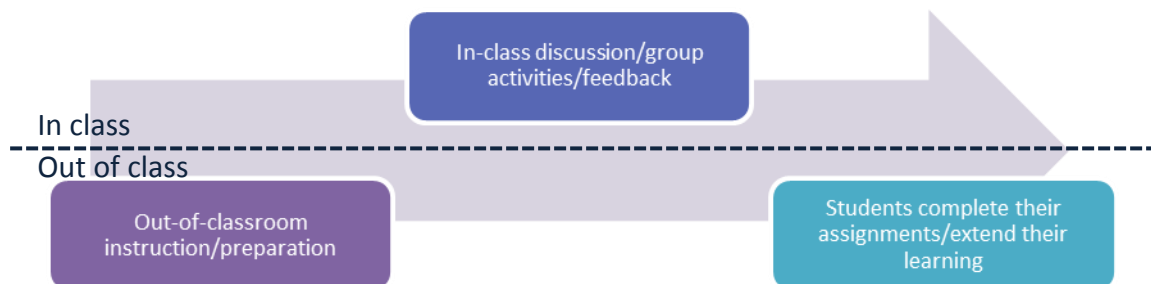 In-class discussion/group
activities/feedback
In class
Out of class
Out-of-classroom
instruction/preparation
Students complete their
assignments/extend their
learning